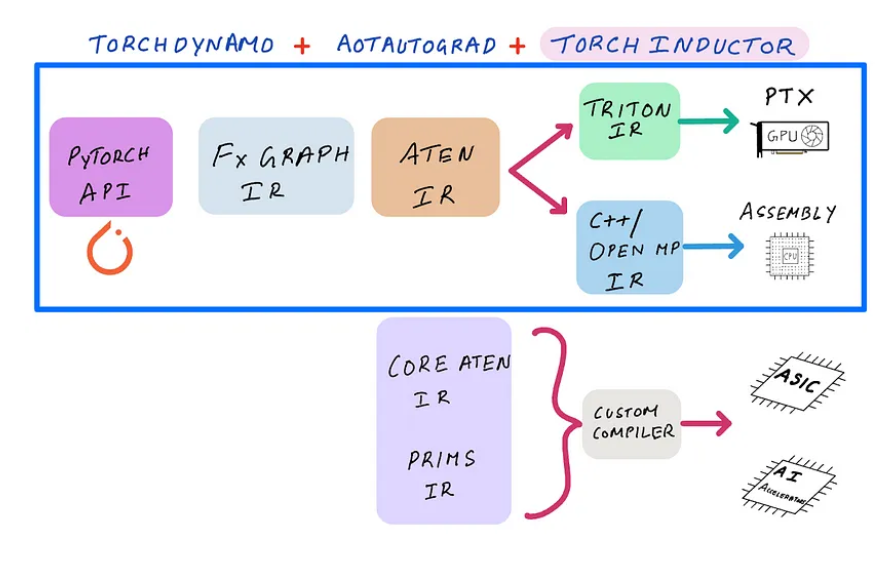 TORCHDYNAMO + AOTAUTOGRAD + TORCH INDUCTOR
PYTORCH
API
FX GRAPH
IR
ATEN
IR
TRITON
IR
PTX
GPU
C++/
OPEN MP
IR
ASSEMBLY
CPU
CORE ATEN
IR
PRIMS
IR
CUSTOM
COMPILER
ASIC
AI
ACCELERATORS